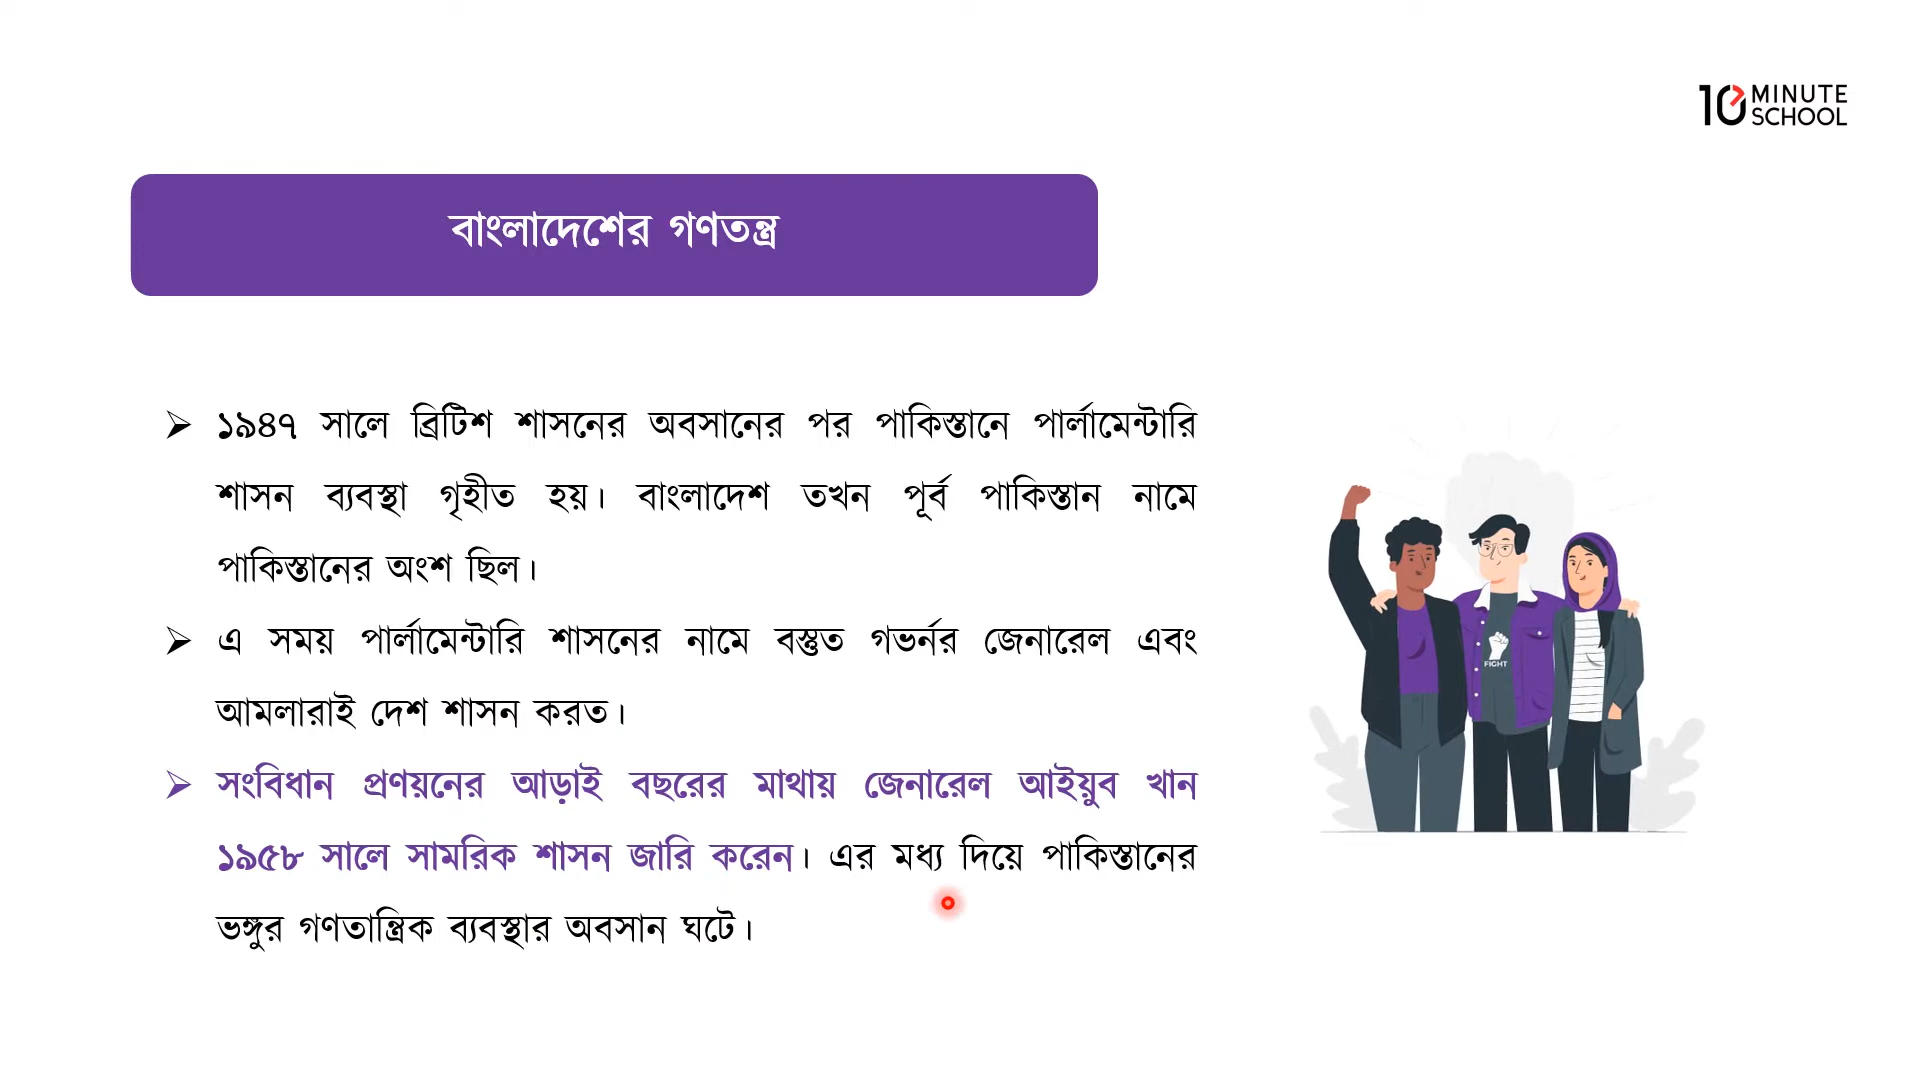 10 MINUTE
SCHOOL
বাংলাদেশের গণতন্ত্র
➢ ১৯৪৭ সালে ব্রিটিশ শাসনের অবসানের পর পাকিস্তানে পার্লামেন্টারি
শাসন ব্যবস্থা গৃহীত হয়। বাংলাদেশ তখন পূর্ব পাকিস্তান নামে
পাকিস্তানের অংশ ছিল।
➢ এ সময় পার্লামেন্টারি শাসনের নামে বস্তুত গভর্নর জেনারেল এবং
আমলারাই দেশ শাসন করত।
➢ সংবিধান প্রণয়নের আড়াই বছরের মাথায় জেনারেল আইয়ুব খান
১৯৫৮ সালে সামরিক শাসন জারি করেন। এর মধ্য দিয়ে পাকিস্তানের
ভঙ্গুর গণতান্ত্রিক ব্যবস্থার অবসান ঘটে।
FIGHT